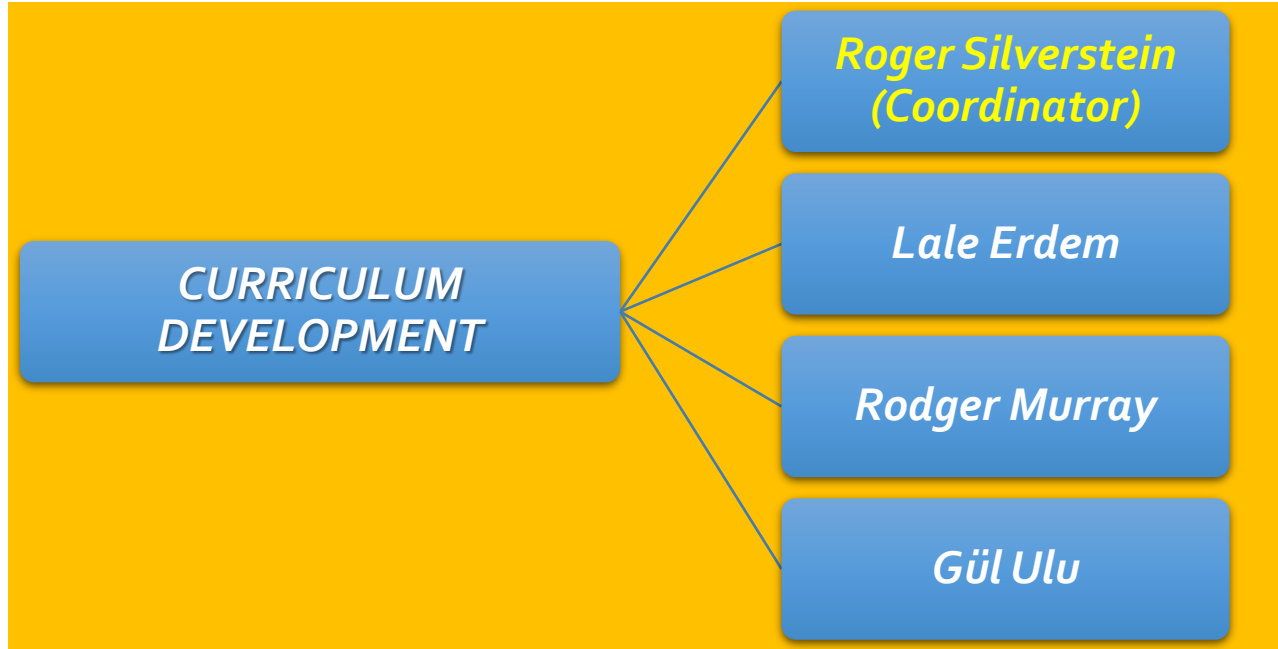 CURRICULUM
DEVELOPMENT
Roger Silverstein
(Coordinator)
Lale Erdem
Rodger Murray
Gül Ulu